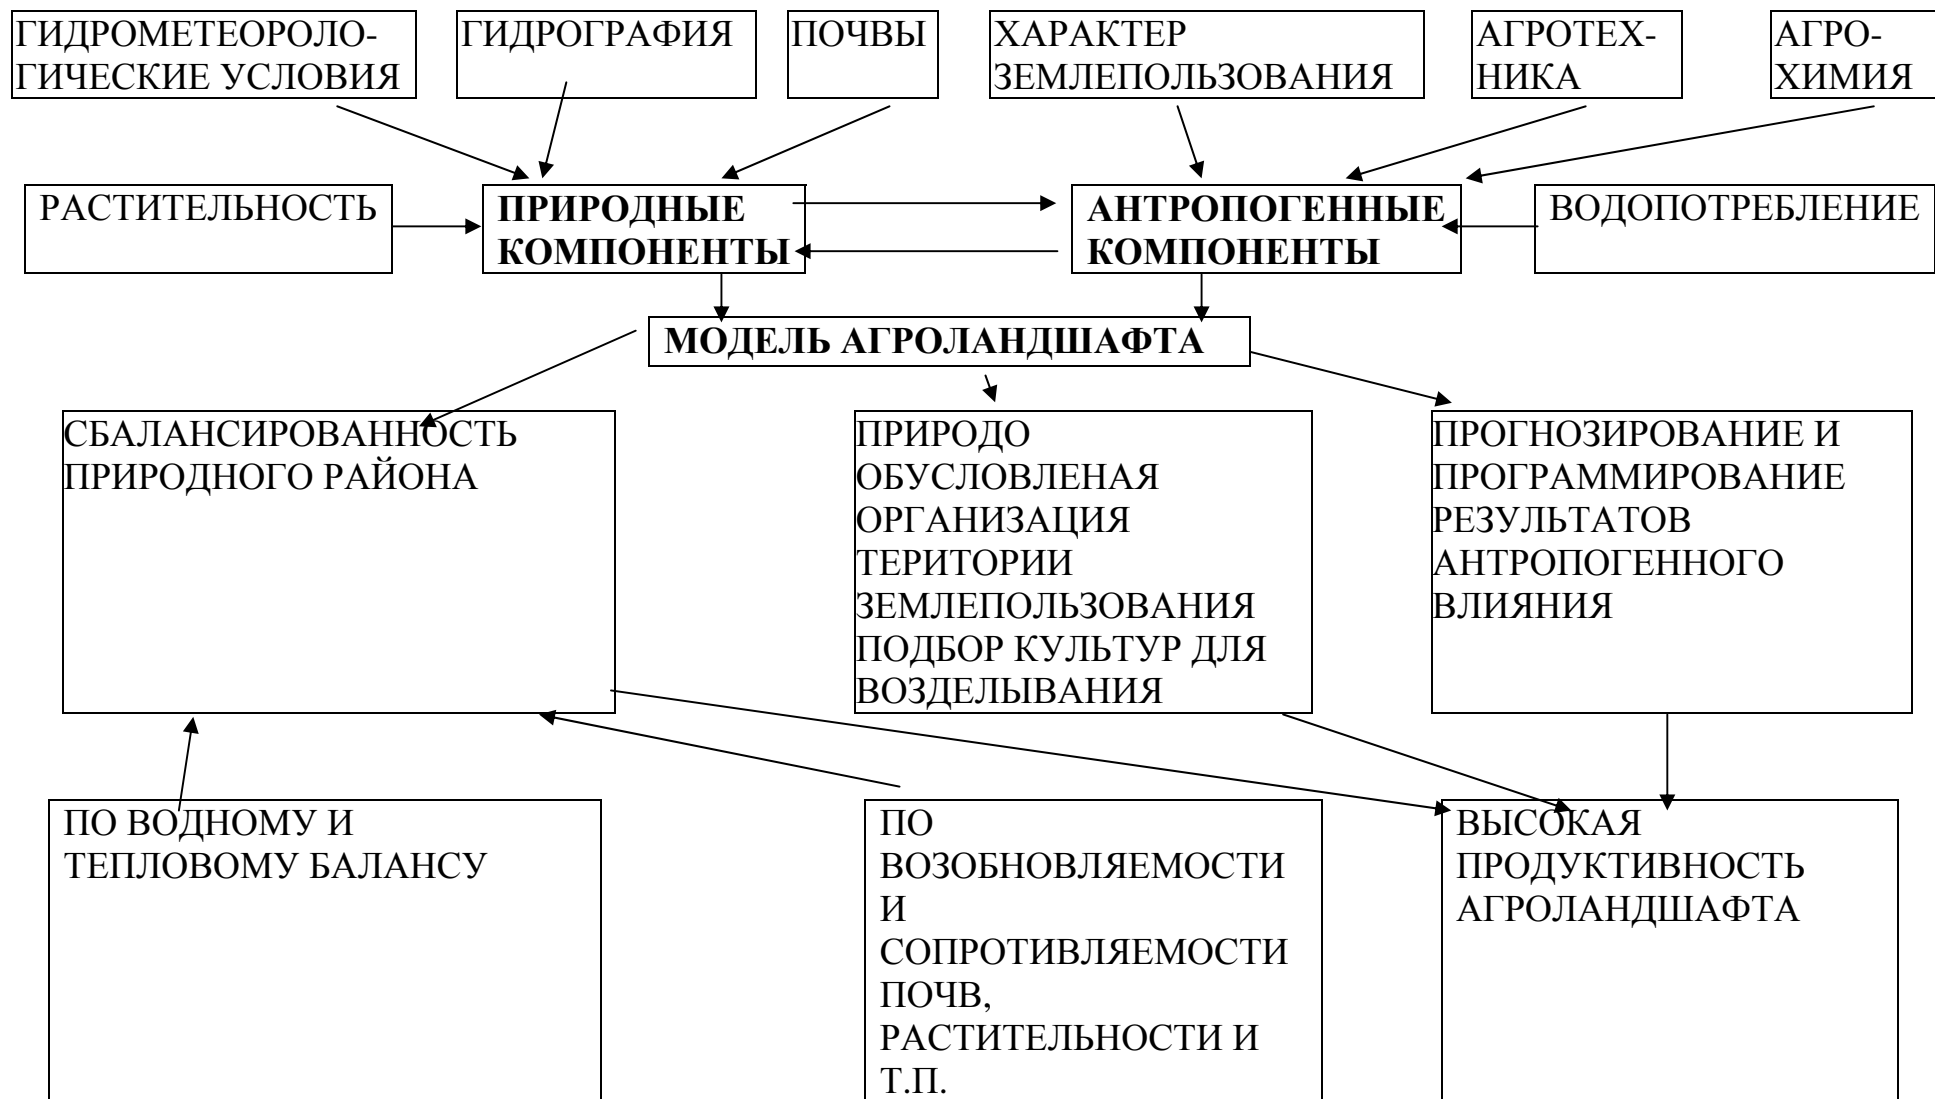 ГИДРОМЕТЕОРОЛО-
ГИЧЕСКИЕ УСЛОВИЯ
ГИДРОГРАФИЯ
ПОЧВЫ
ХАРАКТЕР
ЗЕМЛЕПОЛЬЗОВАНИЯ
АГРОТЕХ-
НИКА
АГРО-
ХИМИЯ
РАСТИТЕЛЬНОСТЬ
ПРИРОДНЫЕ
КОМПОНЕНТЫ
АНТРОПОГЕННЫЕ
КОМПОНЕНТЫ
ВОДОПОТРЕБЛЕНИЕ
МОДЕЛЬ АГРОЛАНДШАФТА
СБАЛАНСИРОВАННОСТЬ
ПРИРОДНОГО РАЙОНА
ПРИРОДО
ОБУСЛОВЛЕНАЯ
ОРГАНИЗАЦИЯ
ТЕРИТОРИИ
ЗЕМЛЕПОЛЬЗОВАНИЯ
ПОДБОР КУЛЬТУР ДЛЯ
ВОЗДЕЛЫВАНИЯ
ПРОГНОЗИРОВАНИЕ И
ПРОГРАММИРОВАНИЕ
РЕЗУЛЬТАТОВ
АНТРОПОГЕННОГО
ВЛИЯНИЯ
ПО ВОДНОМУ И
ТЕПЛОВОМУ БАЛАНСУ
ПО
ВОЗОБНОВЛЯЕМОСТИ
И
СОПРОТИВЛЯЕМОСТИ
ПОЧВ,
РАСТИТЕЛЬНОСТИ И
Т.П.
ВЫСОКАЯ
ПРОДУКТИВНОСТЬ
АГРОЛАНДШАФТА